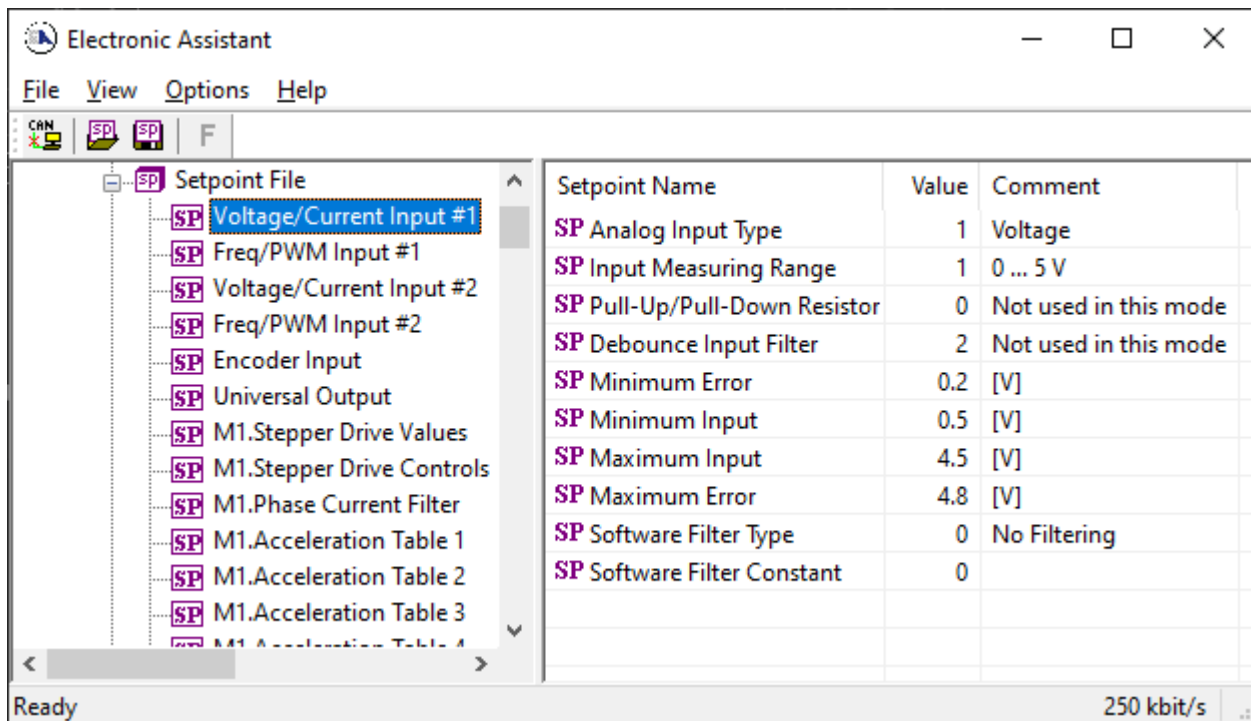 Electronic Assistant
File View Options Help
CAN SP SP F
SP Setpoint File
SP Voltage/Current Input #1
SP Freq/PWM Input #1
SP Voltage/Current Input #2
SP Freq/PWM Input #2
SP Encoder Input
SP Universal Output
SP M1.Stepper Drive Values
SP M1.Stepper Drive Controls
SP M1.Phase Current Filter
SP M1.Acceleration Table 1
SP M1.Acceleration Table 2
SP M1.Acceleration Table 3
SP M1.Acceleration Table 4
Setpoint Name Value Comment
SP Analog Input Type 1 Voltage
SP Input Measuring Range 1 0 ... 5 V
SP Pull-Up/Pull-Down Resistor 0 Not used in this mode
SP Debounce Input Filter 2 Not used in this mode
SP Minimum Error 0.2 [V]
SP Minimum Input 0.5 [V]
SP Maximum Input 4.5 [V]
SP Maximum Error 4.8 [V]
SP Software Filter Type 0 No Filtering
SP Software Filter Constant 0
Ready 250 kbit/s